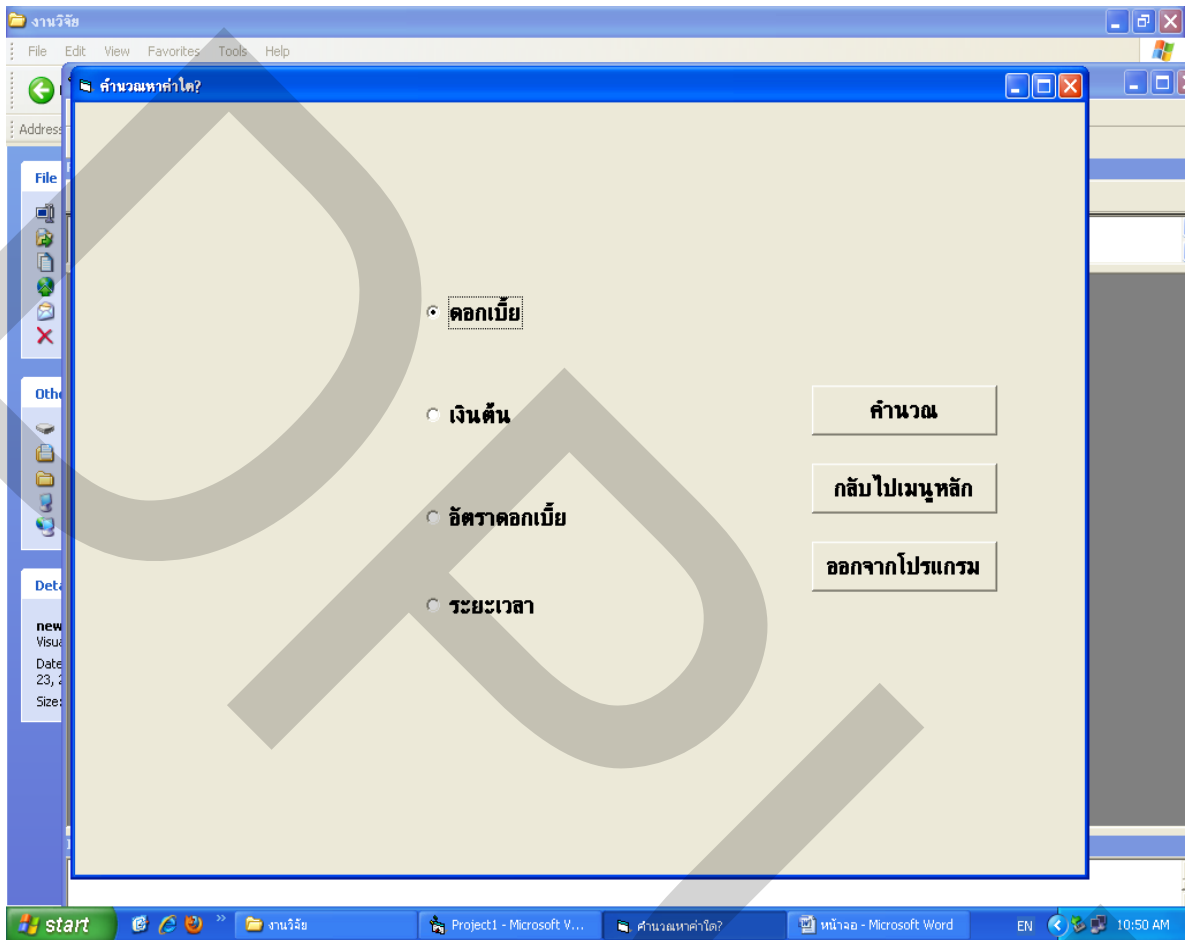 งานวิจัย
File Edit View Favorites Tools Help
คำนวณหาค่าใด?
Address
File
ดอกเบี้ย
เงินต้น
อัตราดอกเบี้ย
ระยะเวลา
คำนวณ
กลับไปเมนูหลัก
ออกจากโปรแกรม
Othe
Deta
new
Visua
Date
23, 2
Size:
start
งานวิจัย
Project1 - Microsoft V...
คำนวณหาค่าใด?
หน้าจอ - Microsoft Word
EN
10:50 AM
DPU